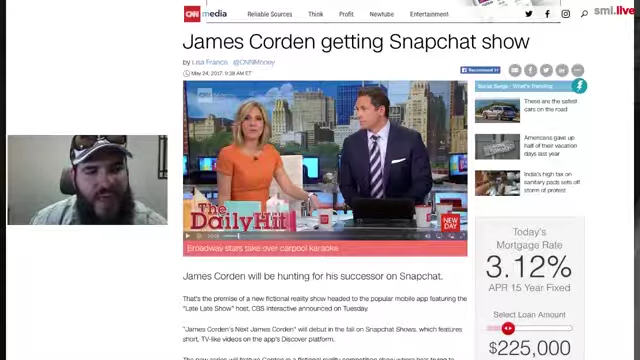 CNN media
Reliable Sources
Think
Profit
Newtube
Entertainment
sml.live
James Corden getting Snapchat show
by Lisa France @CNNMoney
May 24, 2017: 9:38 AM ET
Recommend
Social Surge - What's Trending
These are the safest
cars on the road
Americans gave up
half of their vacation
days last year
India's high tax on
sanitary pads sets off
storm of protest
The
Daily Hit
NEW
DAY
Broadway stars take over carpool karaoke
James Corden will be hunting for his successor on Snapchat.
That's the premise of a new fictional reality show headed to the popular mobile app featuring the
"Late Late Show" host, CBS Interactive announced on Tuesday.
"James Corden's Next James Corden" will debut in the fall on Snapchat Shows, which features
short, TV-like videos on the app's Discover platform.
Today's
Mortgage Rate
3.12%
APR 15 Year Fixed
Select Loan Amount
$225,000